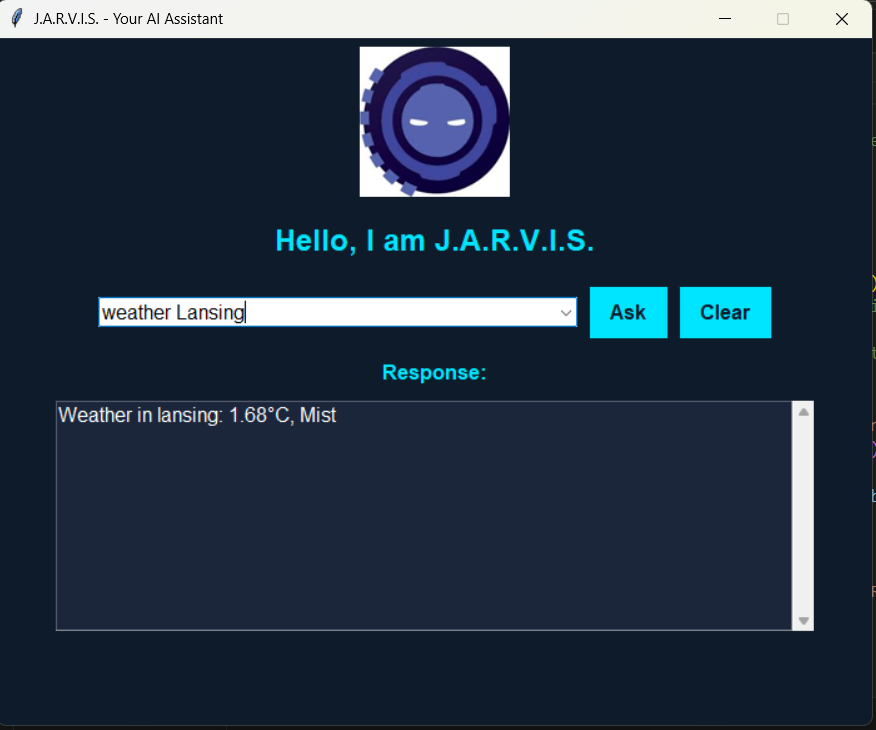 J.A.R.V.I.S. - Your AI Assistant
Hello, I am J.A.R.V.I.S.
weather Lansing
Ask
Clear
Response:
Weather in lansing: 1.68°C, Mist